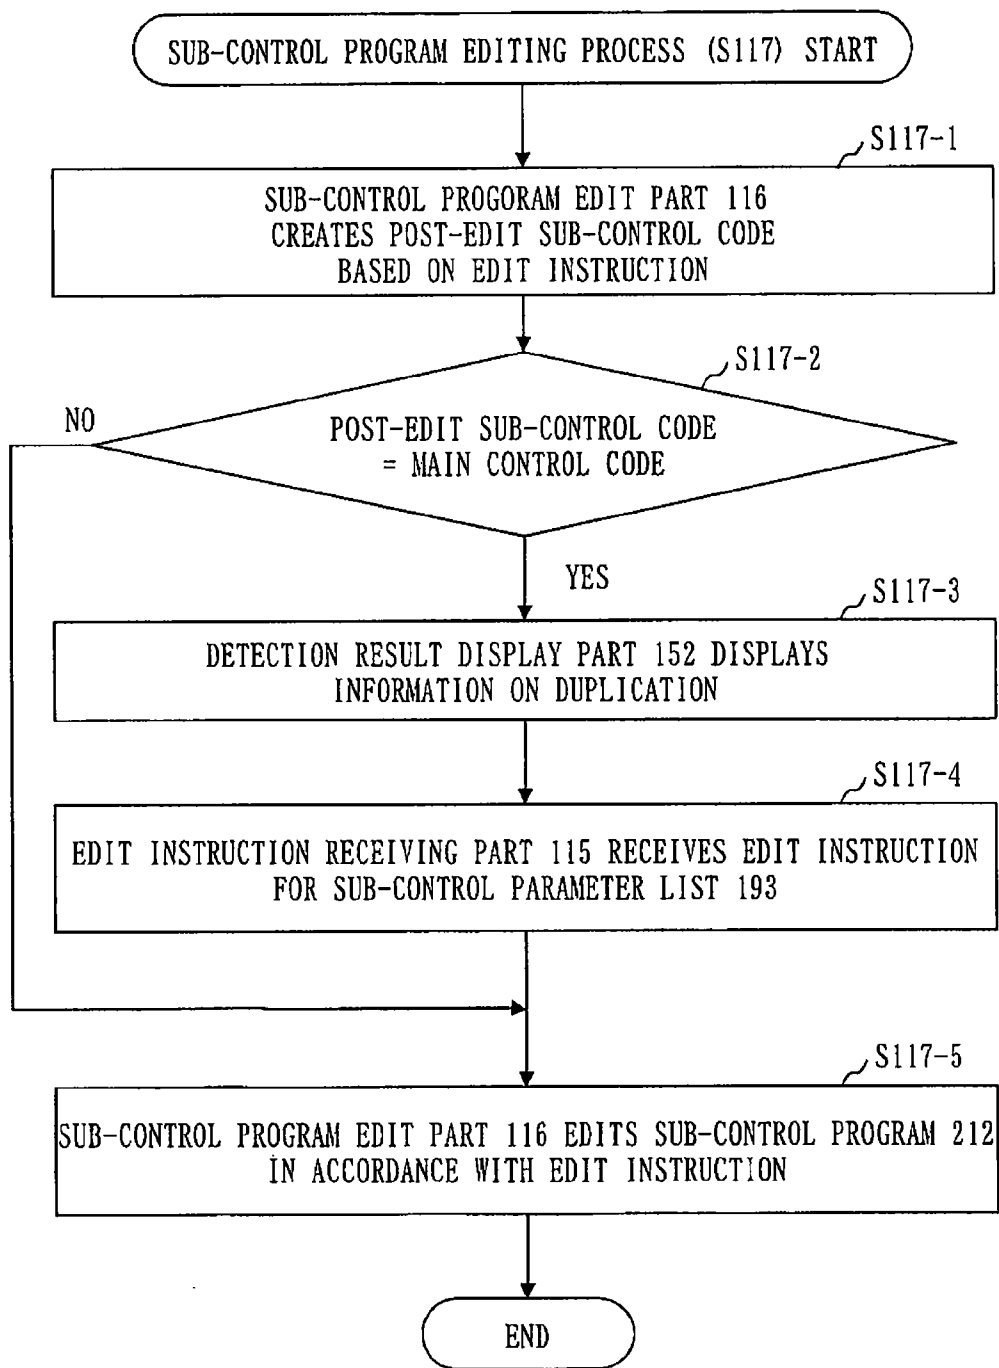 SUB-CONTROL PROGRAM EDITING PROCESS (S117) START
S117-1
SUB-CONTROL PROGORAM EDIT PART 116
CREATES POST-EDIT SUB-CONTROL CODE
BASED ON EDIT INSTRUCTION
S117-2
NO
POST-EDIT SUB-CONTROL CODE
= MAIN CONTROL CODE
YES
S117-3
DETECTION RESULT DISPLAY PART 152 DISPLAYS
INFORMATION ON DUPLICATION
S117-4
EDIT INSTRUCTION RECEIVING PART 115 RECEIVES EDIT INSTRUCTION
FOR SUB-CONTROL PARAMETER LIST 193
S117-5
SUB-CONTROL PROGRAM EDIT PART 116 EDITS SUB-CONTROL PROGRAM 212
IN ACCORDANCE WITH EDIT INSTRUCTION
END